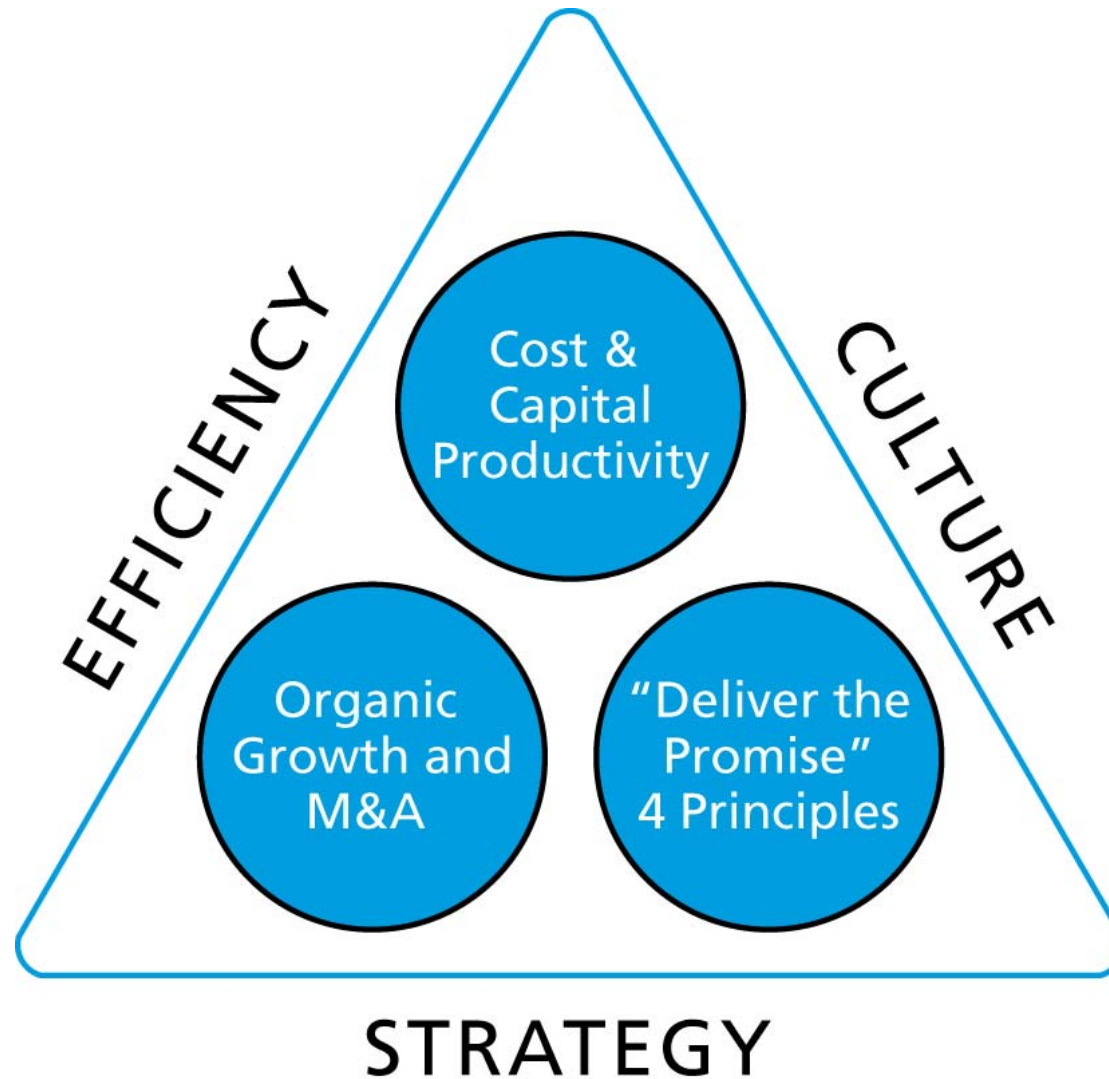 EFFICIENCY
CULTURE
Cost &
Capital
Productivity
Organic
Growth and
M&A
“Deliver the
Promise”
4 Principles
STRATEGY